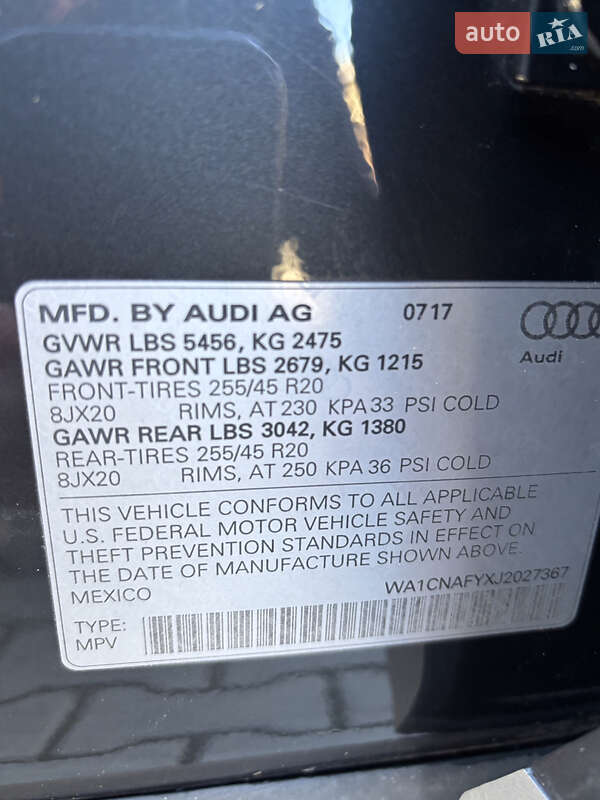 auto RIA.com
MFD. BY AUDI AG 0717
GVWR LBS 5456, KG 2475
GAWR FRONT LBS 2679, KG 1215
FRONT-TIRES 255/45 R20
8JX20 RIMS, AT 230 KPA 33 PSI COLD
GAWR REAR LBS 3042, KG 1380
REAR-TIRES 255/45 R20
8JX20 RIMS, AT 250 KPA 36 PSI COLD
Audi
THIS VEHICLE CONFORMS TO ALL APPLICABLE
U.S. FEDERAL MOTOR VEHICLE SAFETY AND
THEFT PREVENTION STANDARDS IN EFFECT ON
THE DATE OF MANUFACTURE SHOWN ABOVE.
MEXICO WA1CNAFYXJ2027367
TYPE:
MPV